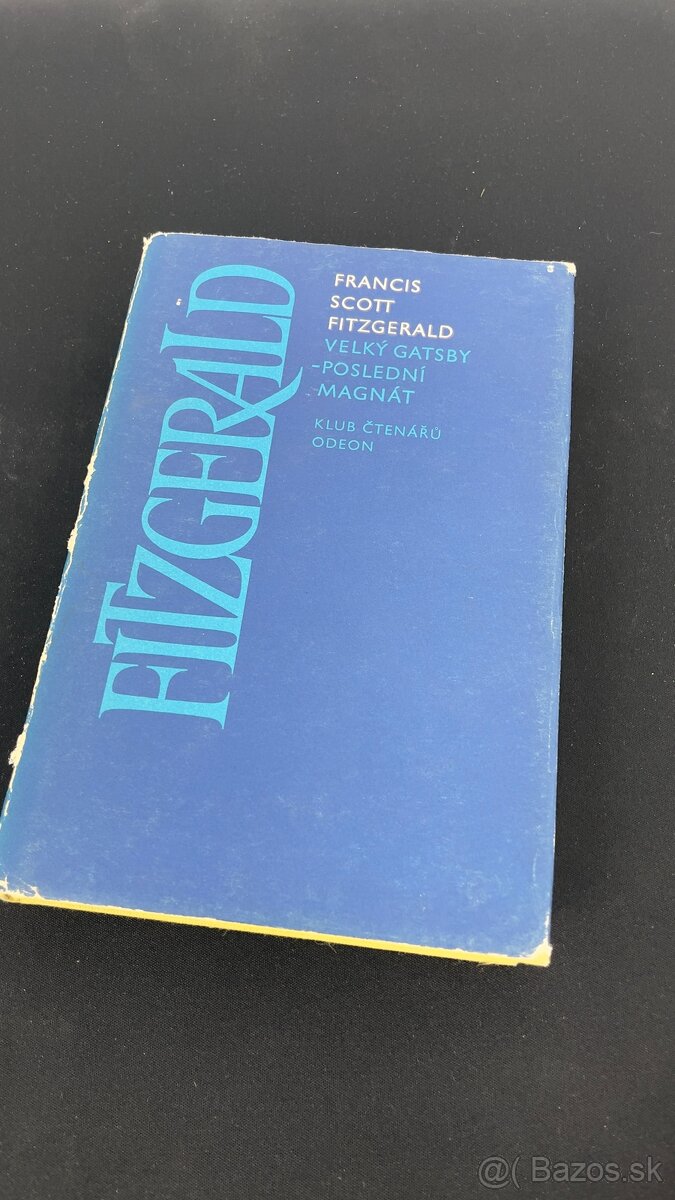 FITZGERALD
FRANCIS
SCOTT
FITZGERALD
VELKÝ GATSBY
-POSLEDNÍ
MAGNÁT
KLUB ČTENÁŘŮ
ODEON
@( Bazos.sk